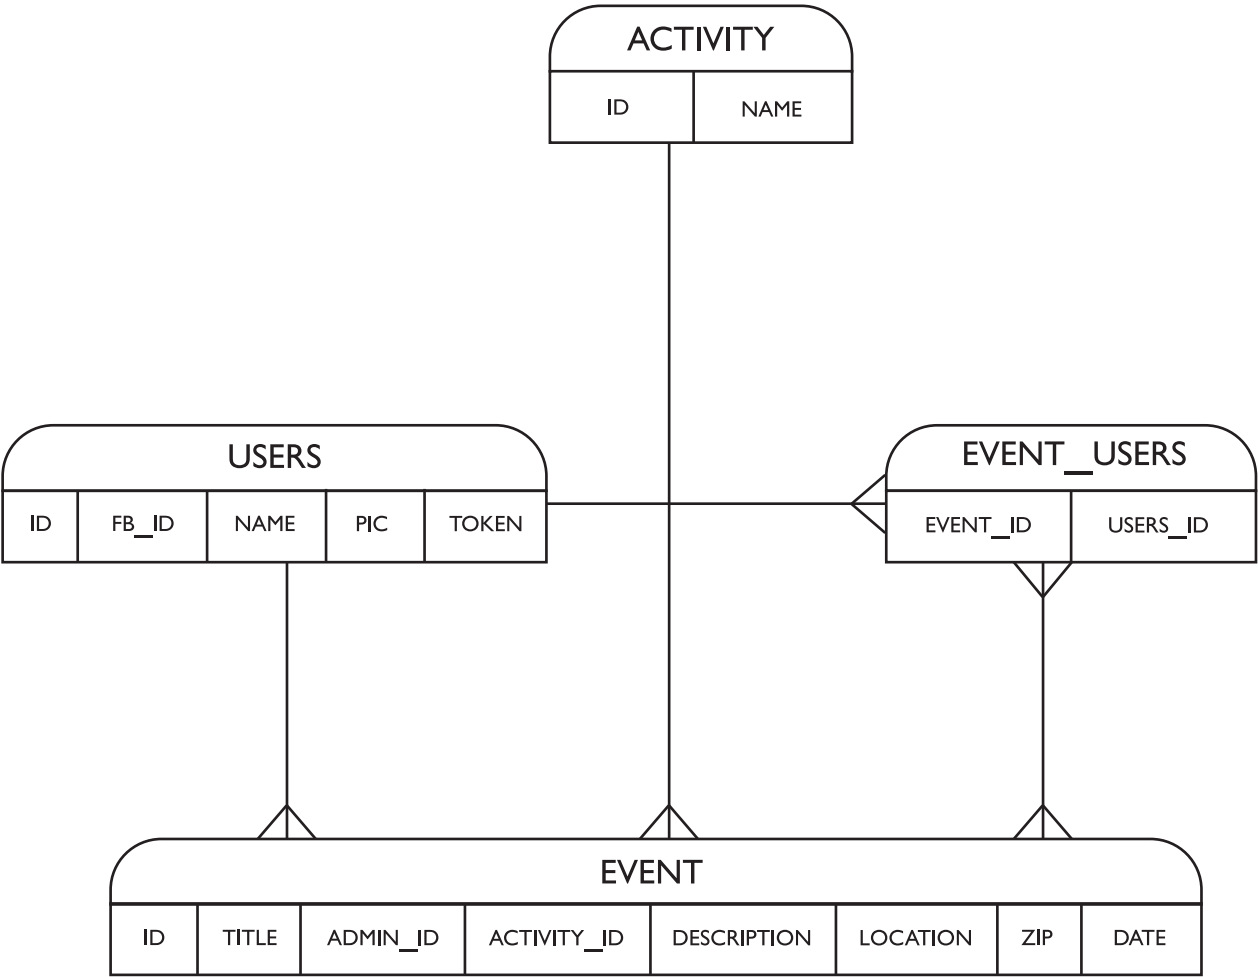 ACTIVITY
ID NAME
USERS
ID FB_ID NAME PIC TOKEN
EVENT_USERS
EVENT_ID USERS_ID
EVENT
ID TITLE ADMIN_ID ACTIVITY_ID DESCRIPTION LOCATION ZIP DATE